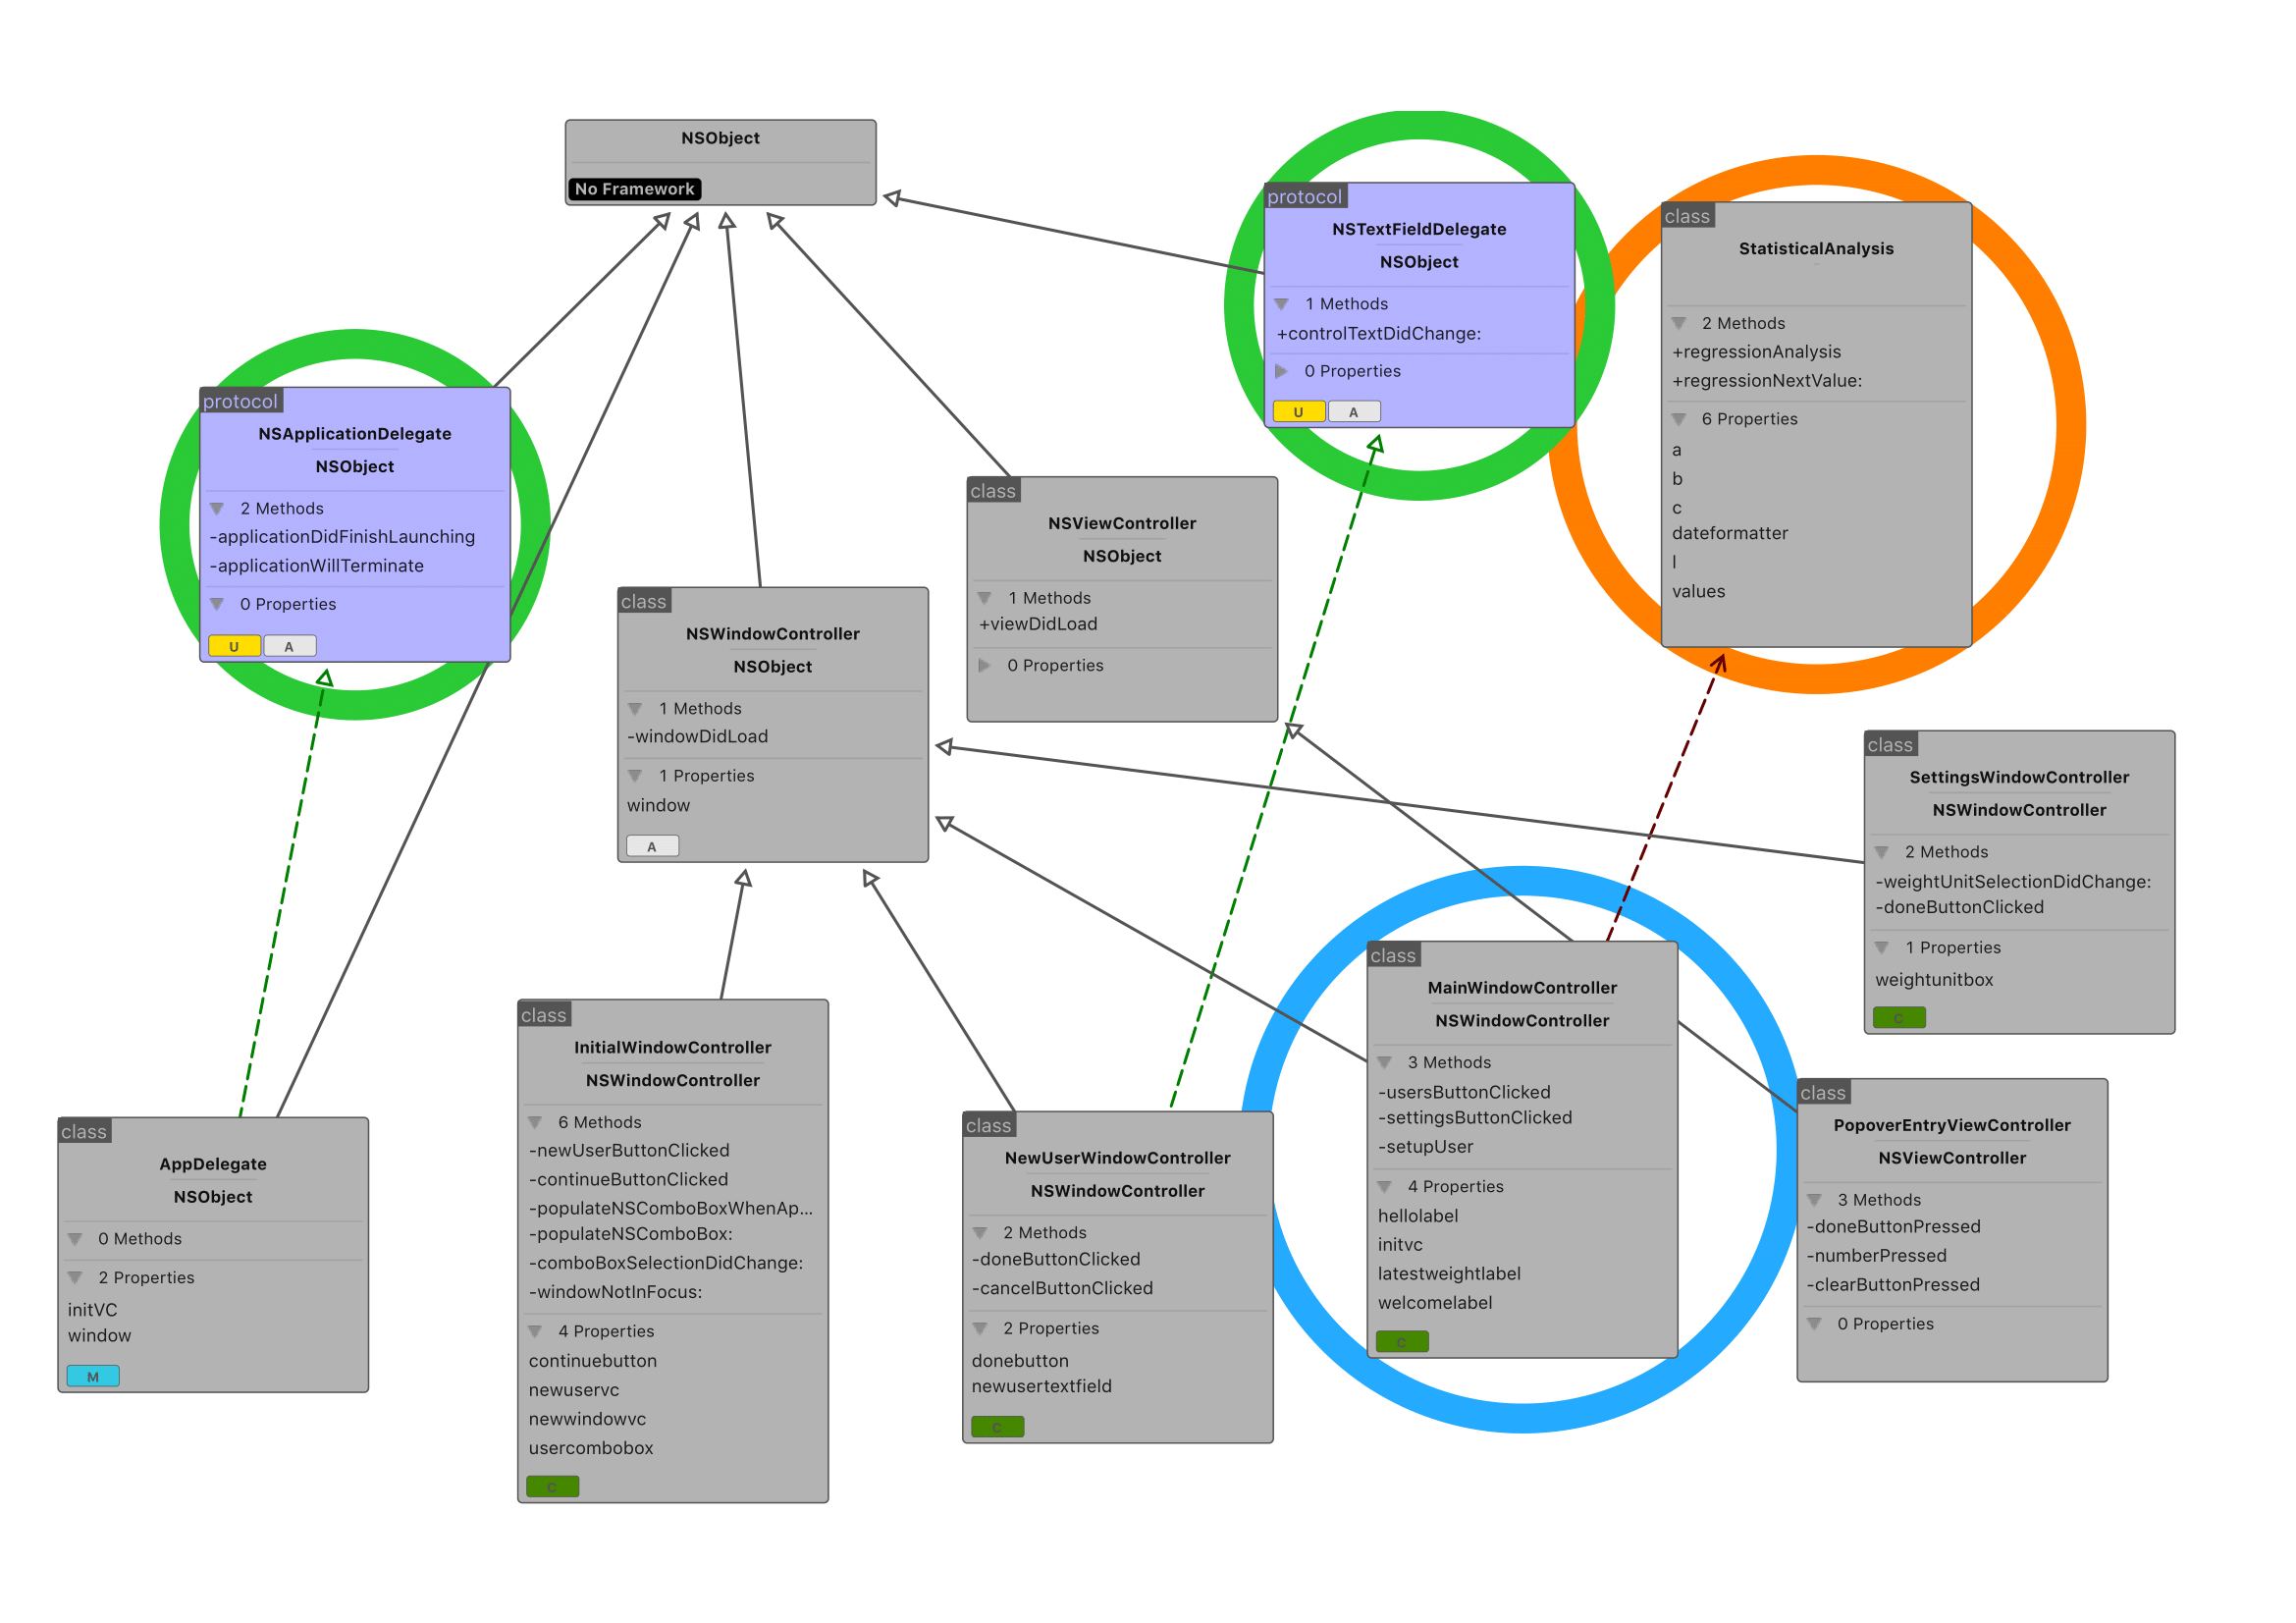 NSObject
No Framework
protocol
NSTextFieldDelegate
NSObject
1 Methods
+controlTextDidChange:
0 Properties
U A
class
StatisticalAnalysis
2 Methods
+regressionAnalysis
+regressionNextValue:
6 Properties
a
b
c
dateformatter
l
values
protocol
NSApplicationDelegate
NSObject
2 Methods
-applicationDidFinishLaunching
-applicationWillTerminate
0 Properties
U A
class
NSViewController
NSObject
1 Methods
+viewDidLoad
0 Properties
class
NSWindowController
NSObject
1 Methods
-windowDidLoad
1 Properties
window
A
class
SettingsWindowController
NSWindowController
2 Methods
-weightUnitSelectionDidChange:
-doneButtonClicked
1 Properties
weightunitbox
C
class
AppDelegate
NSObject
0 Methods
2 Properties
initVC
window
M
class
InitialWindowController
NSWindowController
6 Methods
-newUserButtonClicked
-continueButtonClicked
-populateNSComboBoxWhenAp...
-populateNSComboBox:
-comboBoxSelectionDidChange:
-windowNotInFocus:
4 Properties
continuebutton
newuservc
newwindowvc
usercombobox
C
class
NewUserWindowController
NSWindowController
2 Methods
-doneButtonClicked
-cancelButtonClicked
2 Properties
donebutton
newusertextfield
C
class
MainWindowController
NSWindowController
3 Methods
-usersButtonClicked
-settingsButtonClicked
-setupUser
4 Properties
hellolabel
initvc
latestweightlabel
welcomelabel
C
class
PopoverEntryViewController
NSViewController
3 Methods
-doneButtonPressed
-numberPressed
-clearButtonPressed
0 Properties